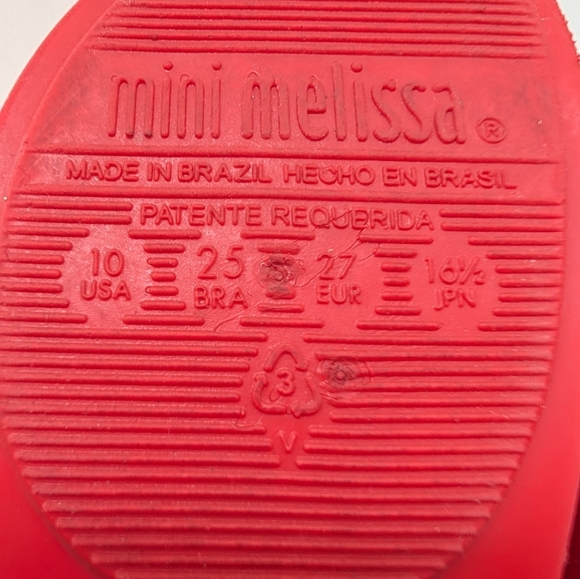 mini melissa®
MADE IN BRAZIL HECHO EN BRASIL
PATENTE REQUERIDA
10 25 27 16½
USA BRA EUR JPN
3
V